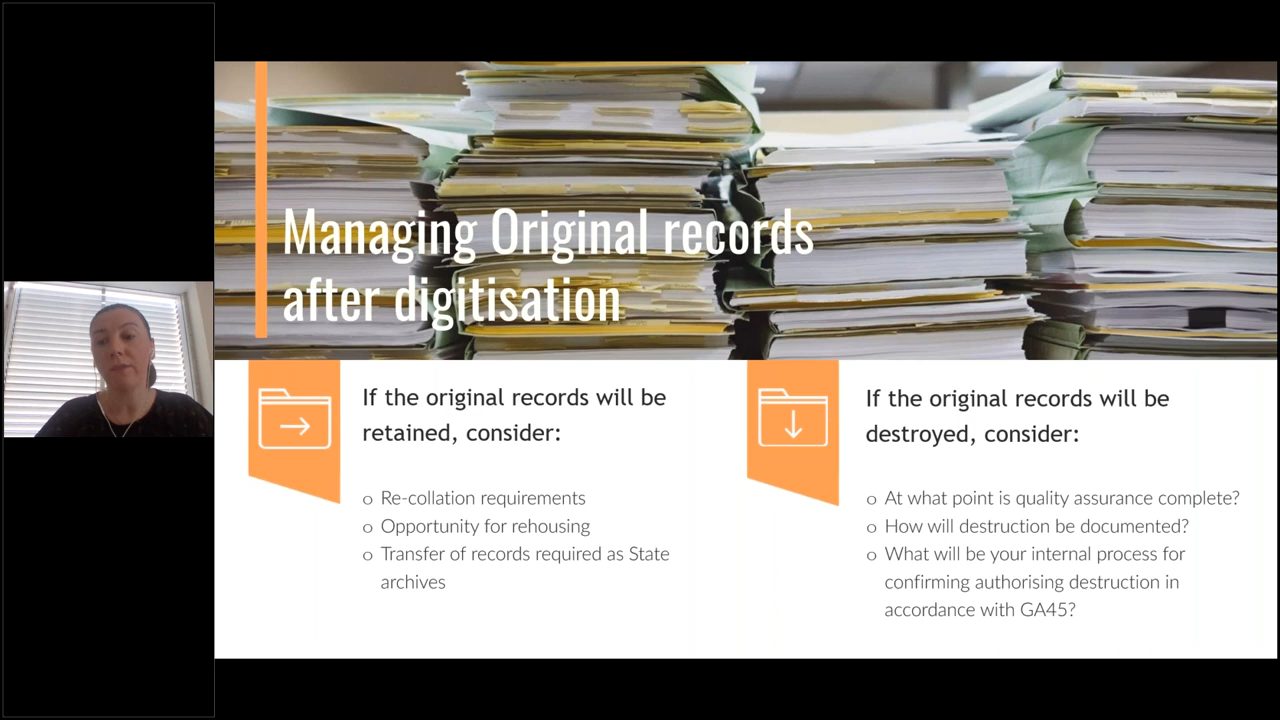 Managing Original records
after digitisation
If the original records will be
retained, consider:
o Re-collation requirements
o Opportunity for rehousing
o Transfer of records required as State
archives
If the original records will be
destroyed, consider:
o At what point is quality assurance complete?
o How will destruction be documented?
o What will be your internal process for
confirming authorising destruction in
accordance with GA45?